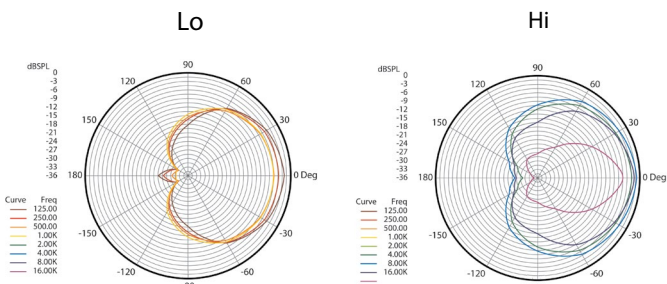 Lo
dBSPL
0
-3
-6
-9
-12
-15
-18
-21
-24
-27
-30
-33
-36
90
120
60
150
30
180
0 Deg
-150
-30
-120
-60
Curve Freq
125.00
250.00
500.00
1.00K
2.00K
4.00K
8.00K
16.00K
Hi
dBSPL
0
-3
-6
-9
-12
-15
-18
-21
-24
-27
-30
-33
-36
90
120
60
150
30
180
0 Deg
-150
-30
-120
-60
Curve Freq
125.00
250.00
500.00
1.00K
2.00K
4.00K
8.00K
16.00K